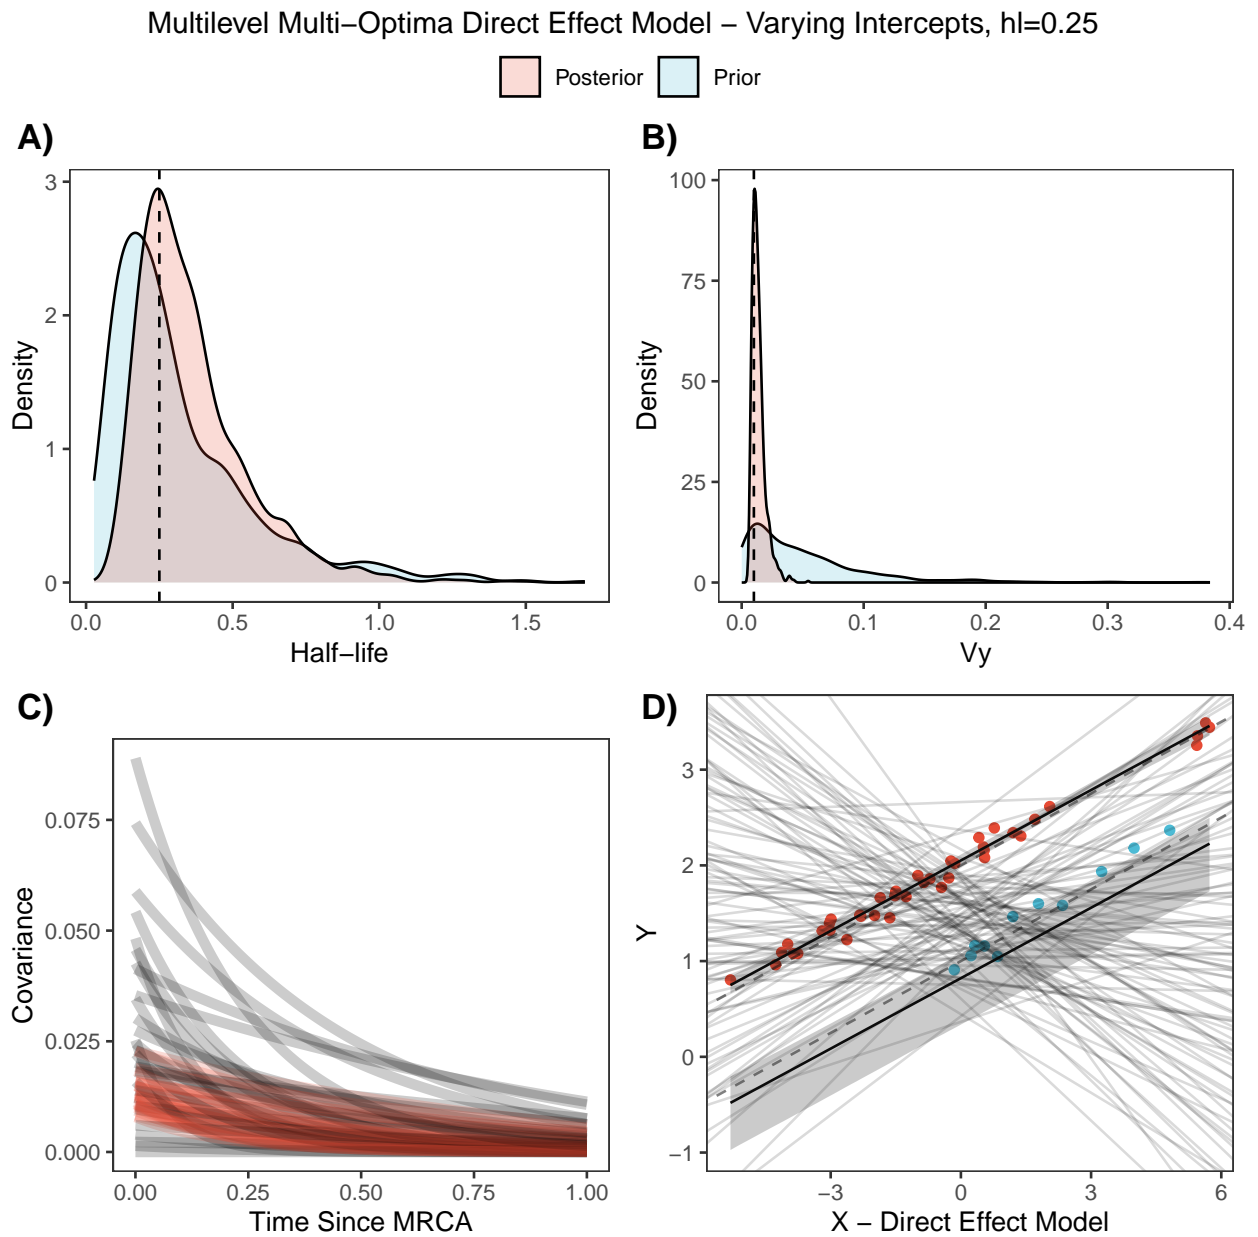 Multilevel Multi−Optima Direct Effect Model − Varying Intercepts, hl=0.25
Posterior
Prior
A)
3
2
1
0
Density
0.0
0.5
1.0
1.5
Half−life
B)
100
75
50
25
0
Density
0.0
0.1
0.2
0.3
0.4
Vy
C)
0.075
0.050
0.025
0.000
Covariance
0.00
0.25
0.50
0.75
1.00
Time Since MRCA
D)
3
2
1
0
−1
Y
−3
0
3
6
X − Direct Effect Model